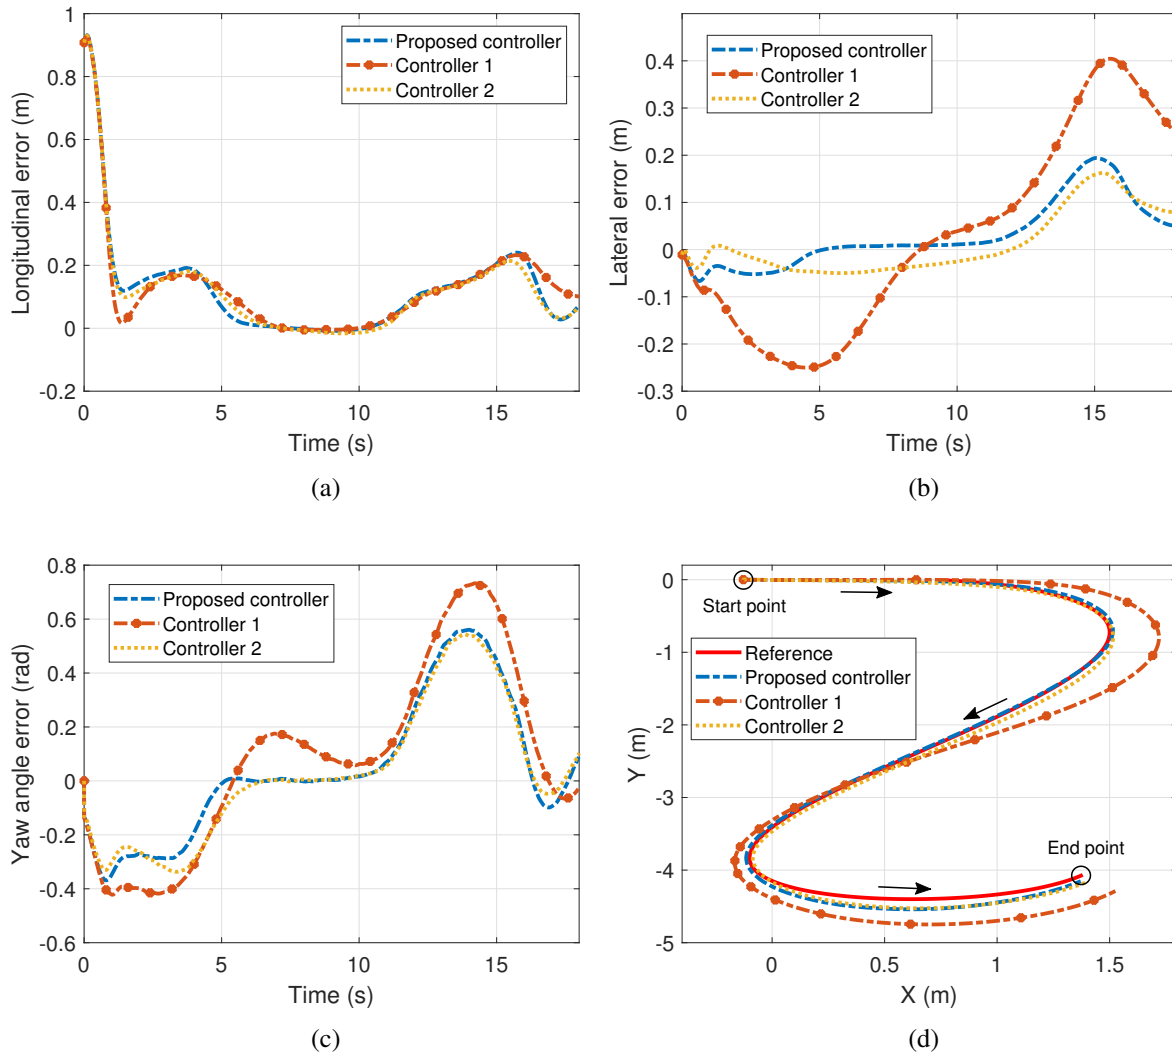 1
0.8
0.6
0.4
0.2
0
-0.2
Longitudinal error (m)
Proposed controller
Controller 1
Controller 2
0 5 10 15
Time (s)
(a)
0.4
0.3
0.2
0.1
0
-0.1
-0.2
-0.3
Lateral error (m)
Proposed controller
Controller 1
Controller 2
0 5 10 15
Time (s)
(b)
0.8
0.6
0.4
0.2
0
-0.2
-0.4
-0.6
Yaw angle error (rad)
Proposed controller
Controller 1
Controller 2
0 5 10 15
Time (s)
(c)
0
-1
-2
-3
-4
-5
Y (m)
Start point
Reference
Proposed controller
Controller 1
Controller 2
End point
0 0.5 1 1.5
X (m)
(d)